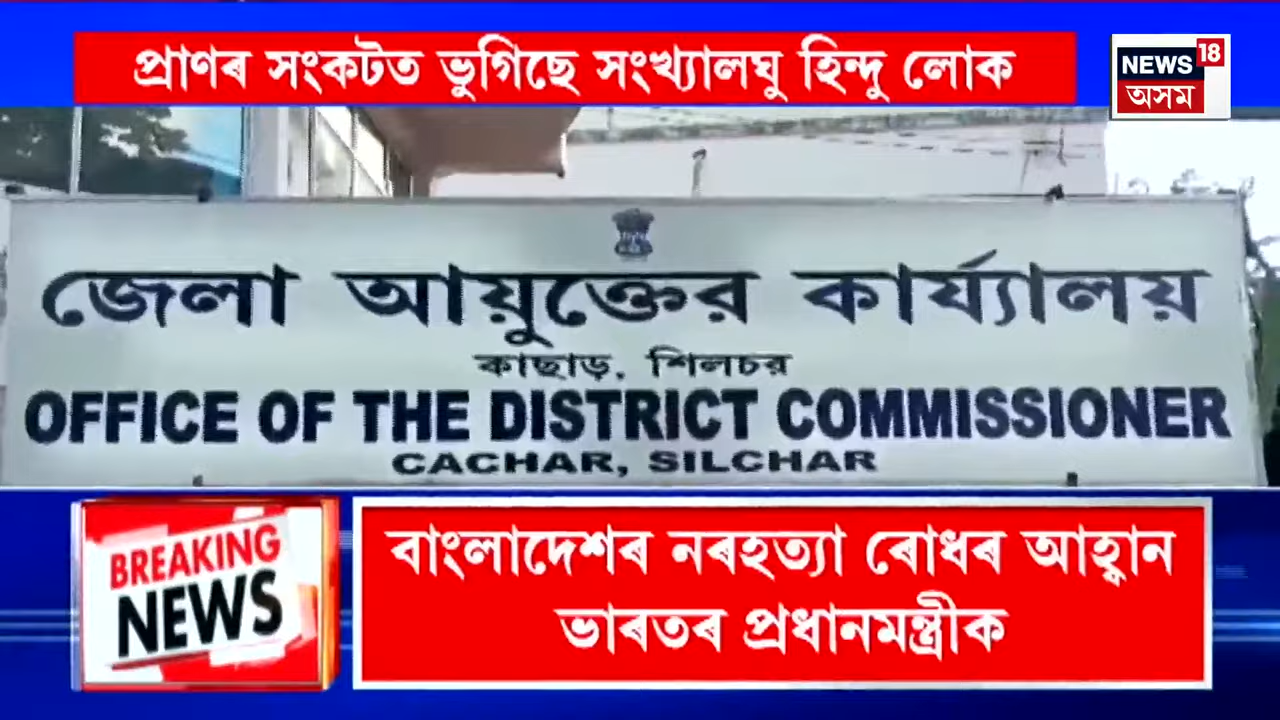 প্ৰাণৰ সংকটত ভুগিছে সংখ্যালঘু হিন্দু লোক
NEWS 18
অসম
জেলা আয়ুক্তের কার্য্যালয়
কাছাড়, শিলচর
OFFICE OF THE DISTRICT COMMISSIONER
CACHAR, SILCHAR
BREAKING
NEWS
বাংলাদেশৰ নৰহত্যা ৰোধৰ আহ্বান
ভাৰতৰ প্ৰধানমন্ত্ৰীক